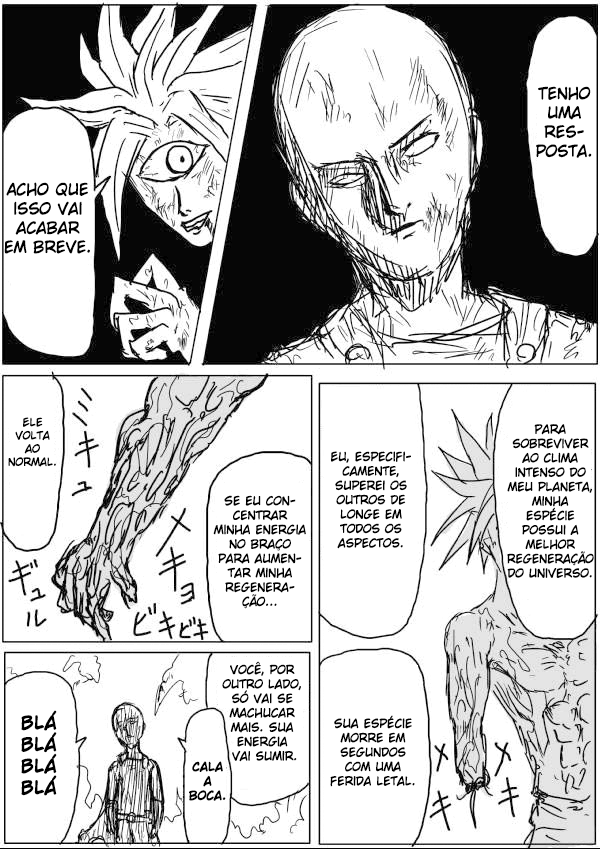 TENHO
UMA
RES-
POSTA.
ACHO QUE
ISSO VAI
ACABAR
EM BREVE.
PARA
SOBREVIVER
AO CLIMA
INTENSO DO
MEU PLANETA,
MINHA
ESPÉCIE
POSSUI A
MELHOR
REGENERAÇÃO
DO UNIVERSO.
EU, ESPECIFI-
CAMENTE,
SUPEREI OS
OUTROS DE
LONGE EM
TODOS OS
ASPECTOS.
SUA ESPÉCIE
MORRE EM
SEGUNDOS
COM UMA
FERIDA LETAL.
メキ
メキ
SE EU CON-
CENTRAR
MINHA ENERGIA
NO BRAÇO
PARA AUMEN-
TAR MINHA
REGENERA-
ÇÃO...
ELE
VOLTA
AO
NORMAL.
ミキュ
メキョ
ビキビキ
ギュル
VOCÊ, POR
OUTRO LADO,
SÓ VAI SE
MACHUCAR
MAIS. SUA
ENERGIA
VAI SUMIR.
CALA
A
BOCA.
BLÁ
BLÁ
BLÁ
BLÁ